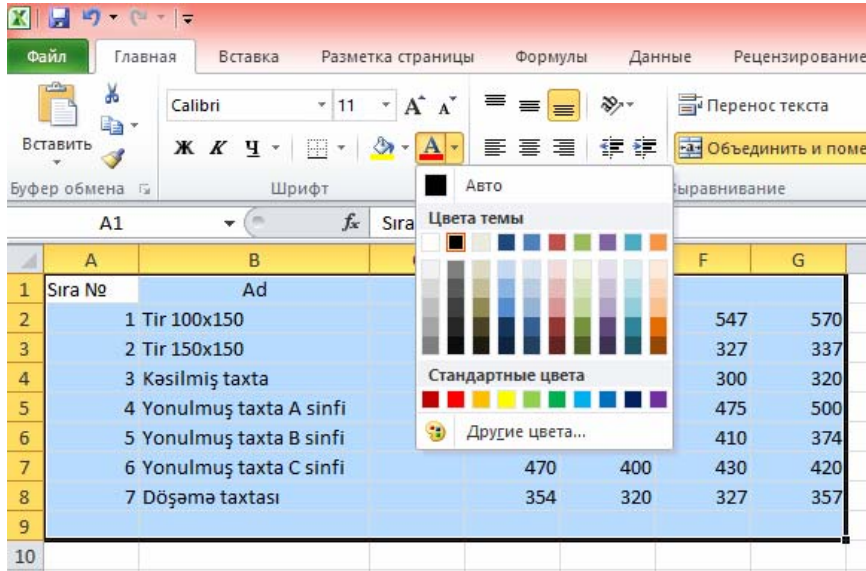 Файл Главная Вставка Разметка страницы Формулы Данные Рецензирование
Calibri 11 А А Перенос текста
Вставить Ж К Ч А Объединить и поме
Буфер обмена Шрифт Выравнивание
A1 fx Sıra
Авто
Цвета темы
Стандартные цвета
Другие цвета...
A B F G
1 Sıra № Ad
2 1 Tir 100x150 547 570
3 2 Tir 150x150 327 337
4 3 Kəsilmiş taxta 300 320
5 4 Yonulmuş taxta A sinfi 475 500
6 5 Yonulmuş taxta B sinfi 410 374
7 6 Yonulmuş taxta C sinfi 470 400 430 420
8 7 Döşəmə taxtası 354 320 327 357
9
10